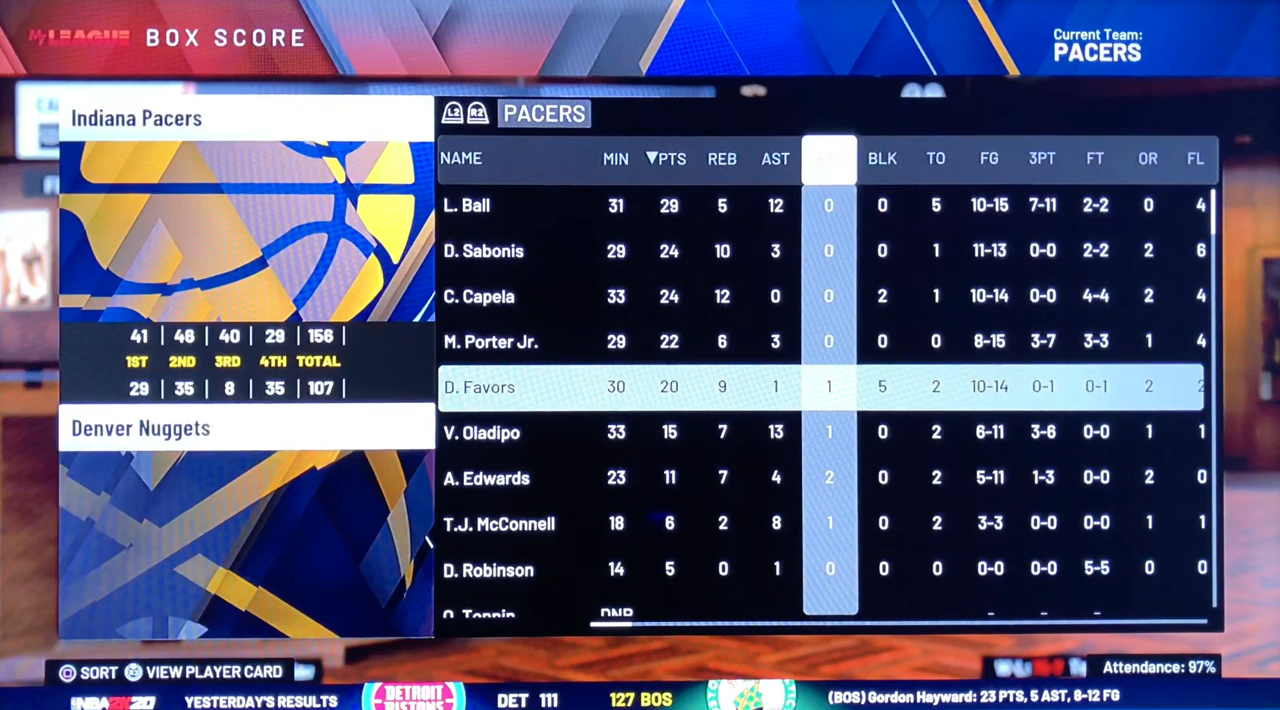 MyLEAGUE BOX SCORE
Current Team:
PACERS
Indiana Pacers
41 | 46 | 40 | 29 | 156 |
1ST 2ND 3RD 4TH TOTAL
29 | 35 | 8 | 35 | 107 |
Denver Nuggets
L2 R2 PACERS
NAME MIN ▼PTS REB AST BLK TO FG 3PT FT OR FL
L. Ball 31 29 5 12 0 0 5 10-15 7-11 2-2 0 4
D. Sabonis 29 24 10 3 0 0 1 11-13 0-0 2-2 2 6
C. Capela 33 24 12 0 0 2 1 10-14 0-0 4-4 2 4
M. Porter Jr. 29 22 6 3 0 0 0 8-15 3-7 3-3 1 4
D. Favors 30 20 9 1 1 5 2 10-14 0-1 0-1 2 2
V. Oladipo 33 15 7 13 1 0 2 6-11 3-6 0-0 1 1
A. Edwards 23 11 7 4 2 0 2 5-11 1-3 0-0 2 0
T.J. McConnell 18 6 2 8 1 0 2 3-3 0-0 0-0 1 1
D. Robinson 14 5 0 1 0 0 0 0-0 0-0 5-5 0 0
O. Toppin DNP - - -
SORT VIEW PLAYER CARD
Attendance: 97%
NBA2K20 YESTERDAY'S RESULTS DETROIT PISTONS DET 111 127 BOS (BOS) Gordon Hayward: 23 PTS, 5 AST, 8-12 FG